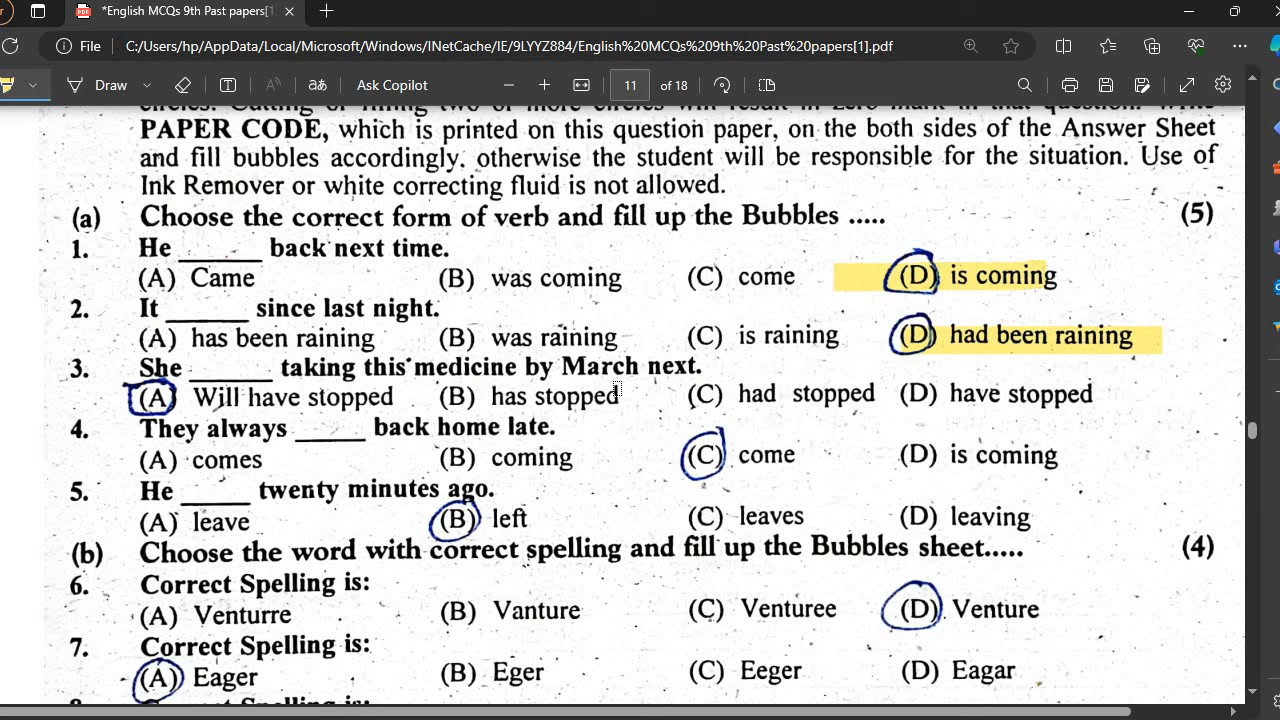 *English MCQs 9th Past papers[1
File C:/Users/hp/AppData/Local/Microsoft/Windows/INetCache/IE/9LYYZ884/English%20MCQs%209th%20Past%20papers[1].pdf
Draw aあ Ask Copilot 11 of 18
PAPER CODE, which is printed on this question paper, on the both sides of the Answer Sheet
and fill bubbles accordingly, otherwise the student will be responsible for the situation. Use of
Ink Remover or white correcting fluid is not allowed.
(a) Choose the correct form of verb and fill up the Bubbles ..... (5)
1. He ______ back next time.
(A) Came (B) was coming (C) come (D) is coming
2. It ______ since last night.
(A) has been raining (B) was raining (C) is raining (D) had been raining
3. She ______ taking this medicine by March next.
(A) Will have stopped (B) has stopped (C) had stopped (D) have stopped
4. They always _____ back home late.
(A) comes (B) coming (C) come (D) is coming
5. He _____ twenty minutes ago.
(A) leave (B) left (C) leaves (D) leaving
(b) Choose the word with correct spelling and fill up the Bubbles sheet..... (4)
6. Correct Spelling is:
(A) Venturre (B) Vanture (C) Venturee (D) Venture
7. Correct Spelling is:
(A) Eager (B) Eger (C) Eeger (D) Eagar